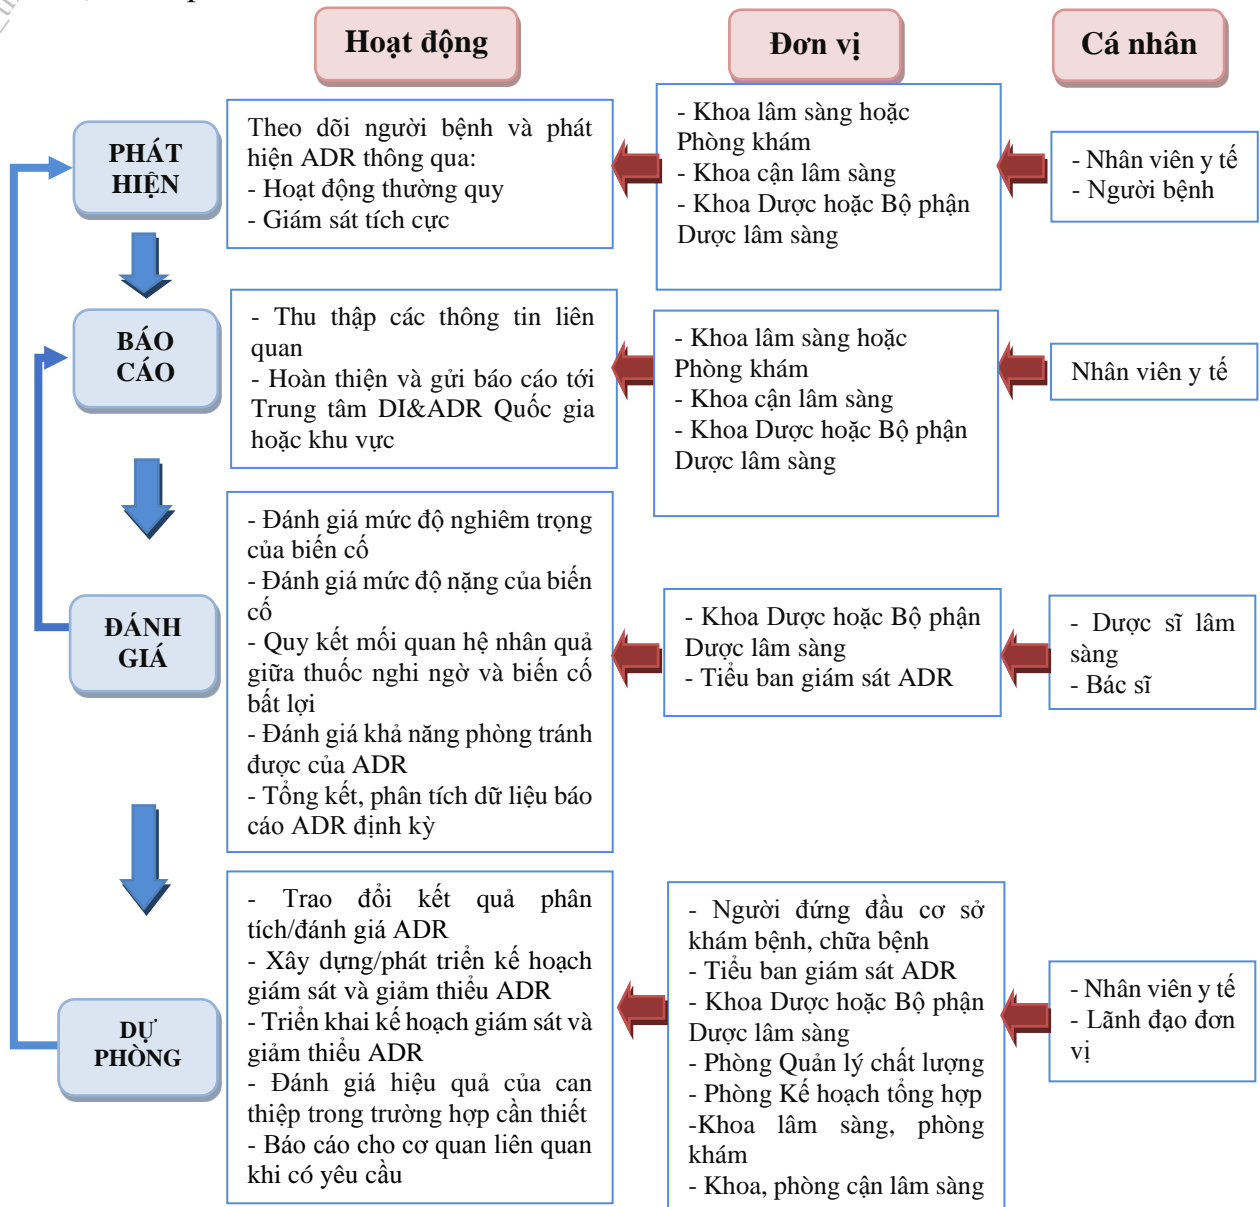 Hoạt động
Đơn vị
Cá nhân
PHÁT
HIỆN
Theo dõi người bệnh và phát
hiện ADR thông qua:
- Hoạt động thường quy
- Giám sát tích cực
- Khoa lâm sàng hoặc
Phòng khám
- Khoa cận lâm sàng
- Khoa Dược hoặc Bộ phận
Dược lâm sàng
- Nhân viên y tế
- Người bệnh
BÁO
CÁO
- Thu thập các thông tin liên
quan
- Hoàn thiện và gửi báo cáo tới
Trung tâm DI&ADR Quốc gia
hoặc khu vực
- Khoa lâm sàng hoặc
Phòng khám
- Khoa cận lâm sàng
- Khoa Dược hoặc Bộ phận
Dược lâm sàng
Nhân viên y tế
ĐÁNH
GIÁ
- Đánh giá mức độ nghiêm trọng
của biến cố
- Đánh giá mức độ nặng của biến
cố
- Quy kết mối quan hệ nhân quả
giữa thuốc nghi ngờ và biến cố
bất lợi
- Đánh giá khả năng phòng tránh
được của ADR
- Tổng kết, phân tích dữ liệu báo
cáo ADR định kỳ
- Khoa Dược hoặc Bộ phận
Dược lâm sàng
- Tiểu ban giám sát ADR
- Dược sĩ lâm
sàng
- Bác sĩ
DỰ
PHÒNG
- Trao đổi kết quả phân
tích/đánh giá ADR
- Xây dựng/phát triển kế hoạch
giám sát và giảm thiểu ADR
- Triển khai kế hoạch giám sát và
giảm thiểu ADR
- Đánh giá hiệu quả của can
thiệp trong trường hợp cần thiết
- Báo cáo cho cơ quan liên quan
khi có yêu cầu
- Người đứng đầu cơ sở
khám bệnh, chữa bệnh
- Tiểu ban giám sát ADR
- Khoa Dược hoặc Bộ phận
Dược lâm sàng
- Phòng Quản lý chất lượng
- Phòng Kế hoạch tổng hợp
-Khoa lâm sàng, phòng
khám
- Khoa, phòng cận lâm sàng
- Nhân viên y tế
- Lãnh đạo đơn
vị